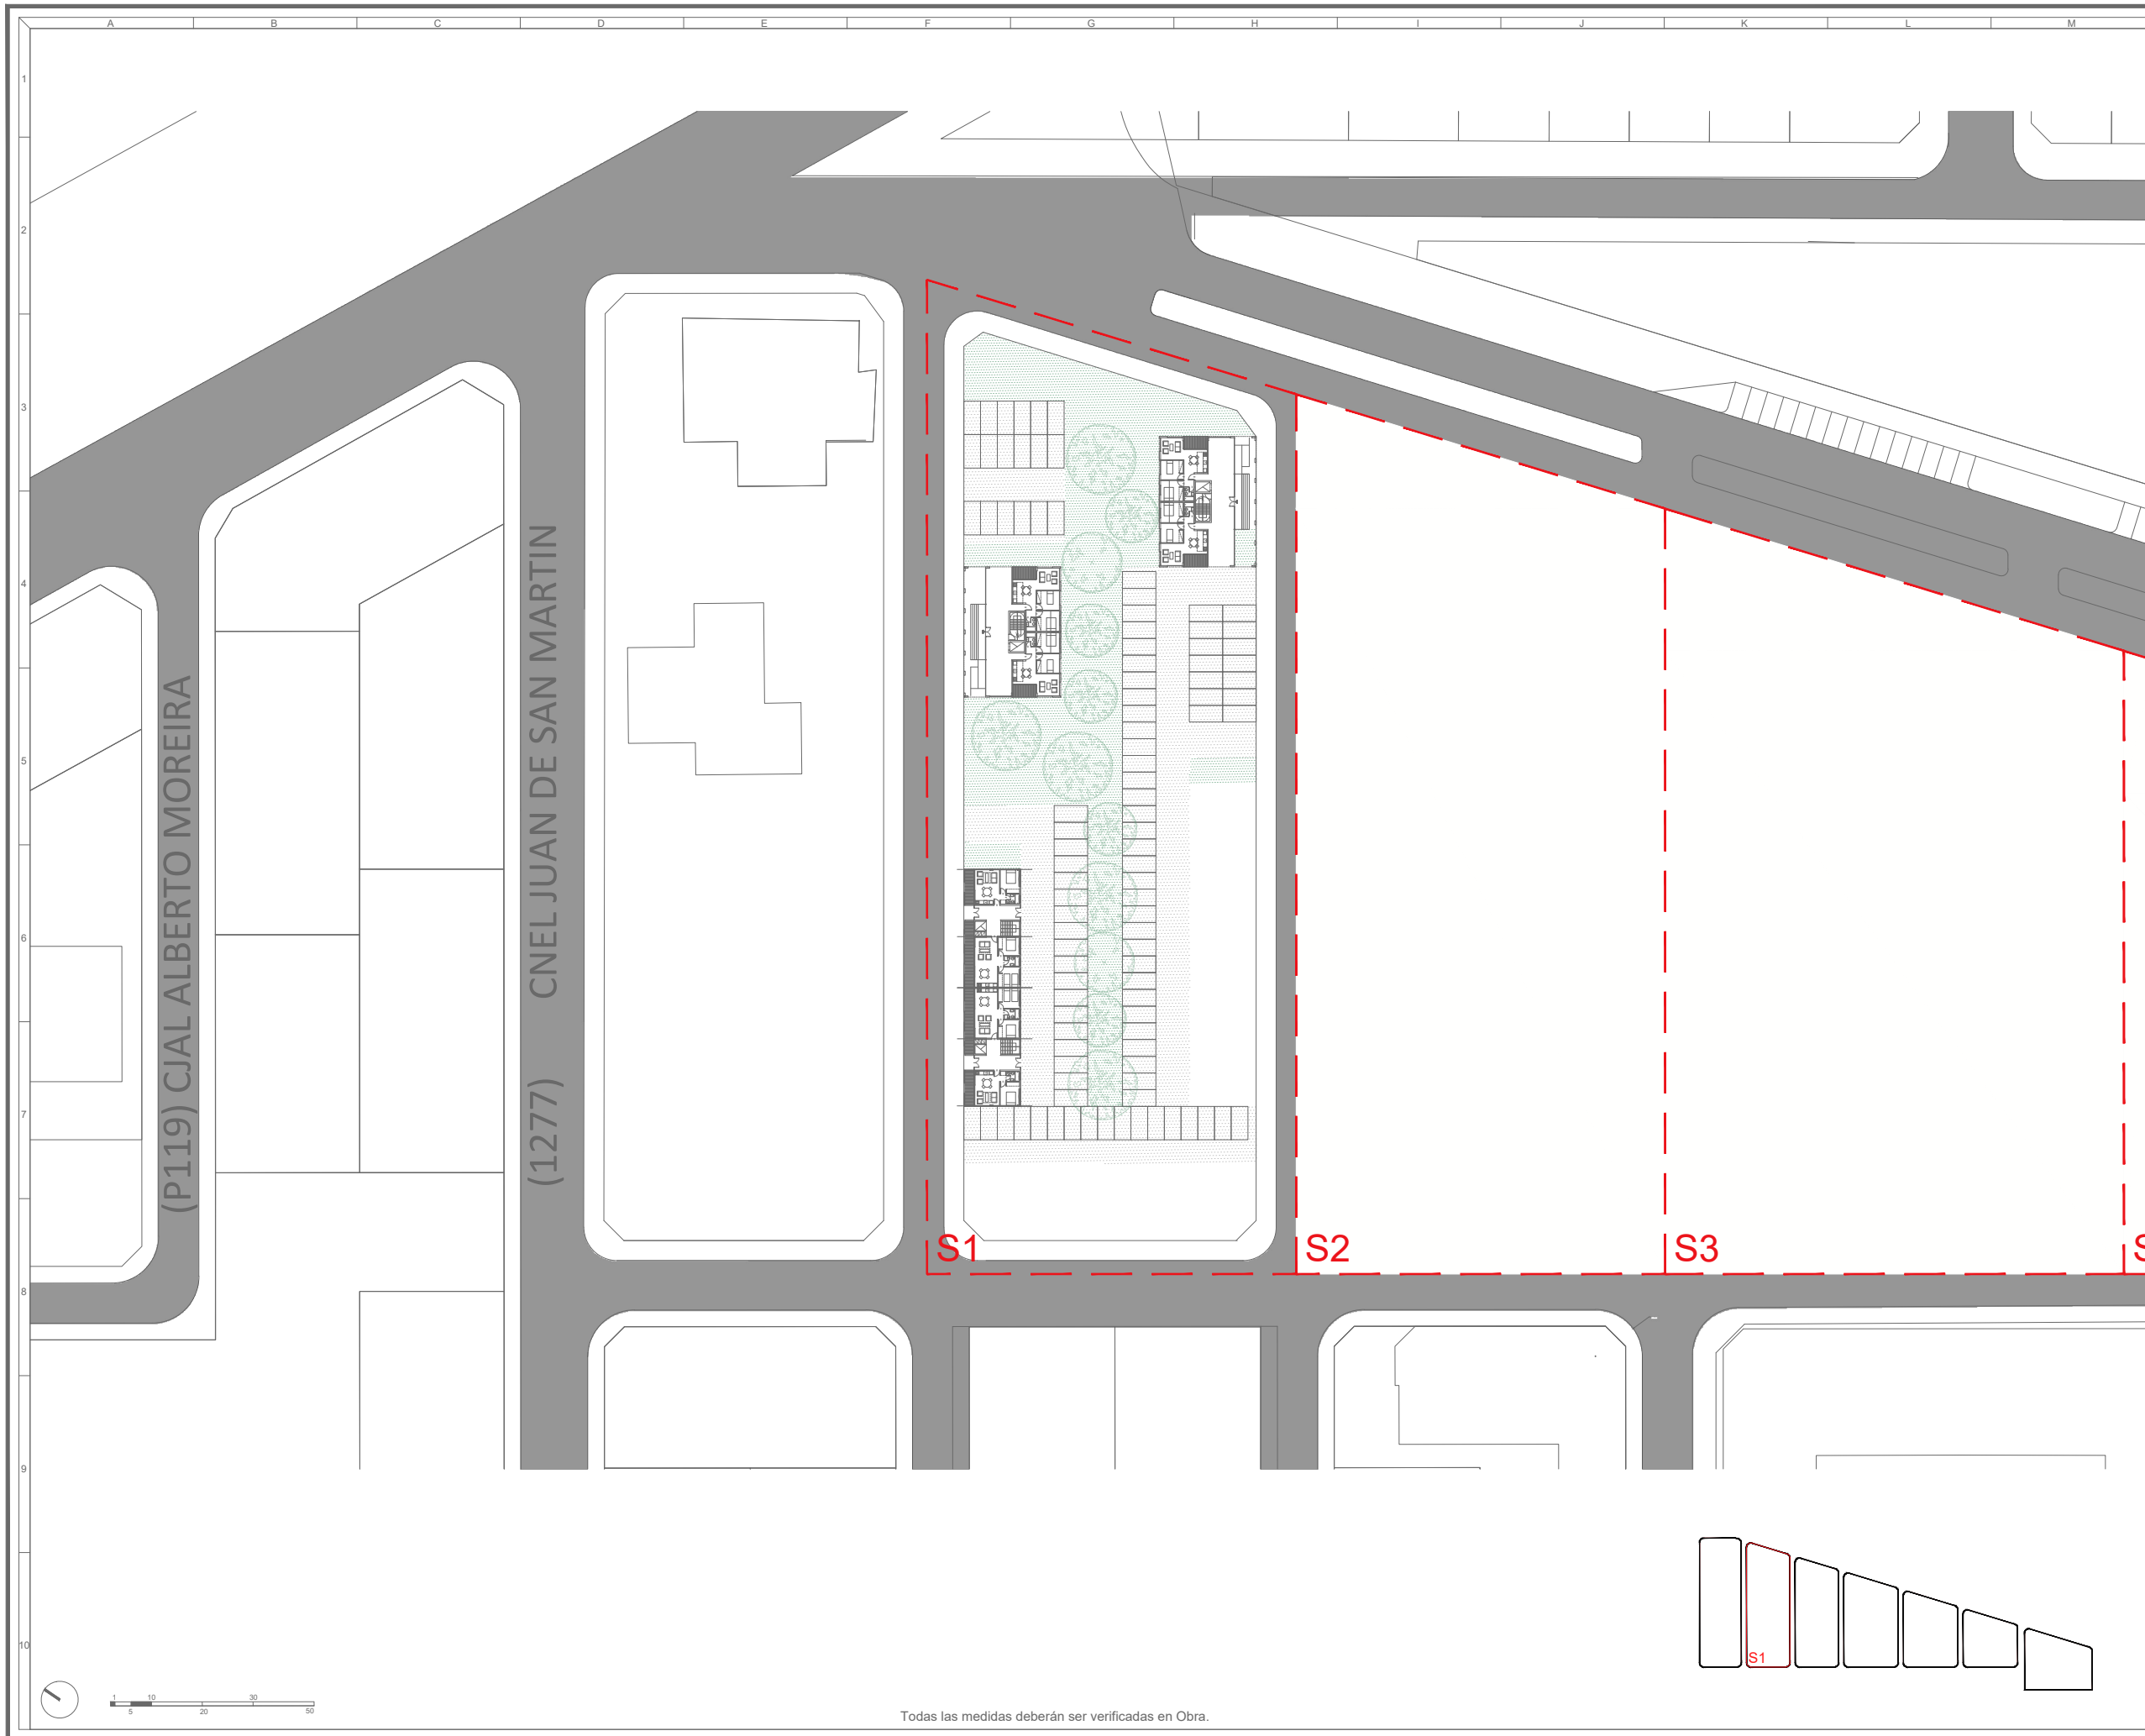 A B C D E F G H I J K L M
1
2
3
4
5
6
7
8
9
10
(P119) CJAL ALBERTO MOREIRA
(1277) CNEL JUAN DE SAN MARTIN
S1
S2
S3
S1
1 10 30
5 20 50
Todas las medidas deberán ser verificadas en Obra.